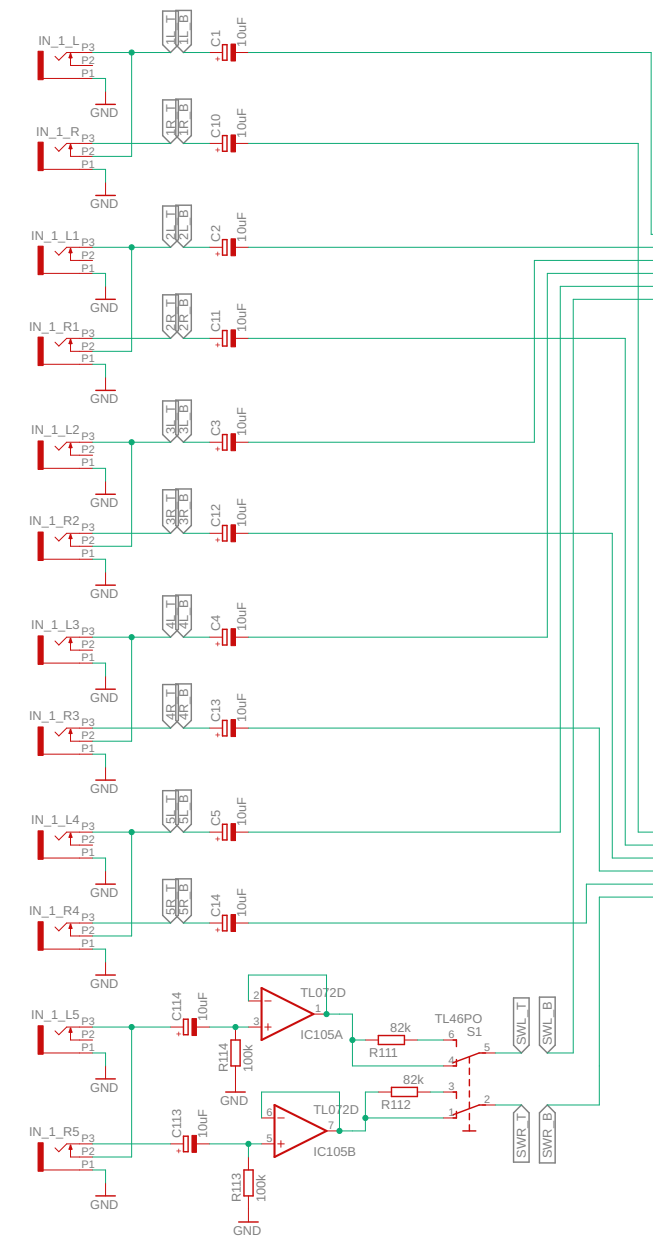 IN_1_L
P3
P2
P1
GND
1L_T
1L_B
C1
10uF
+
IN_1_R
P3
P2
P1
GND
1R_T
1R_B
C10
10uF
+
IN_1_L1
P3
P2
P1
GND
2L_T
2L_B
C2
10uF
+
IN_1_R1
P3
P2
P1
GND
2R_T
2R_B
C11
10uF
+
IN_1_L2
P3
P2
P1
GND
3L_T
3L_B
C3
10uF
+
IN_1_R2
P3
P2
P1
GND
3R_T
3R_B
C12
10uF
+
IN_1_L3
P3
P2
P1
GND
4L_T
4L_B
C4
10uF
+
IN_1_R3
P3
P2
P1
GND
4R_T
4R_B
C13
10uF
+
IN_1_L4
P3
P2
P1
GND
5L_T
5L_B
C5
10uF
+
IN_1_R4
P3
P2
P1
GND
5R_T
5R_B
C14
10uF
+
IN_1_L5
P3
P2
P1
GND
C114
10uF
+
R114
100k
GND
TL072D
2
3
1
IC105A
82k
R111
TL46PO
S1
6
5
4
SWL_T
SWL_B
IN_1_R5
P3
P2
P1
GND
C113
10uF
+
R113
100k
GND
TL072D
6
5
7
IC105B
82k
R112
3
2
1
SWR_T
SWR_B